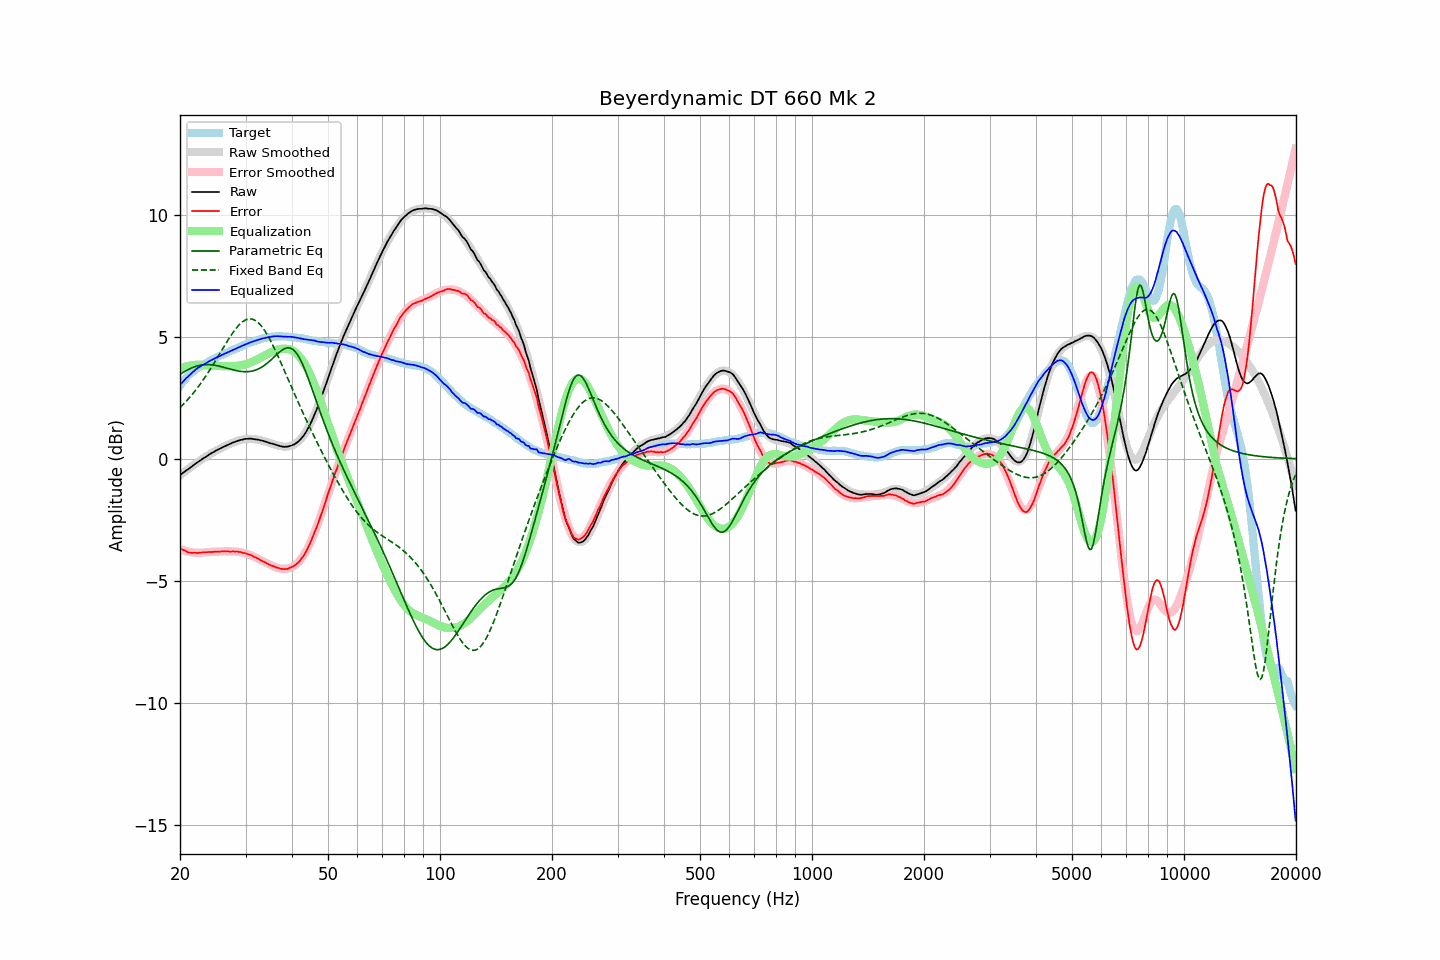 Beyerdynamic DT 660 Mk 2
Target
Raw Smoothed
Error Smoothed
Raw
Error
Equalization
Parametric Eq
Fixed Band Eq
Equalized
Amplitude (dBr)
10
5
0
−5
−10
−15
20
50
100
200
500
1000
2000
5000
10000
20000
Frequency (Hz)